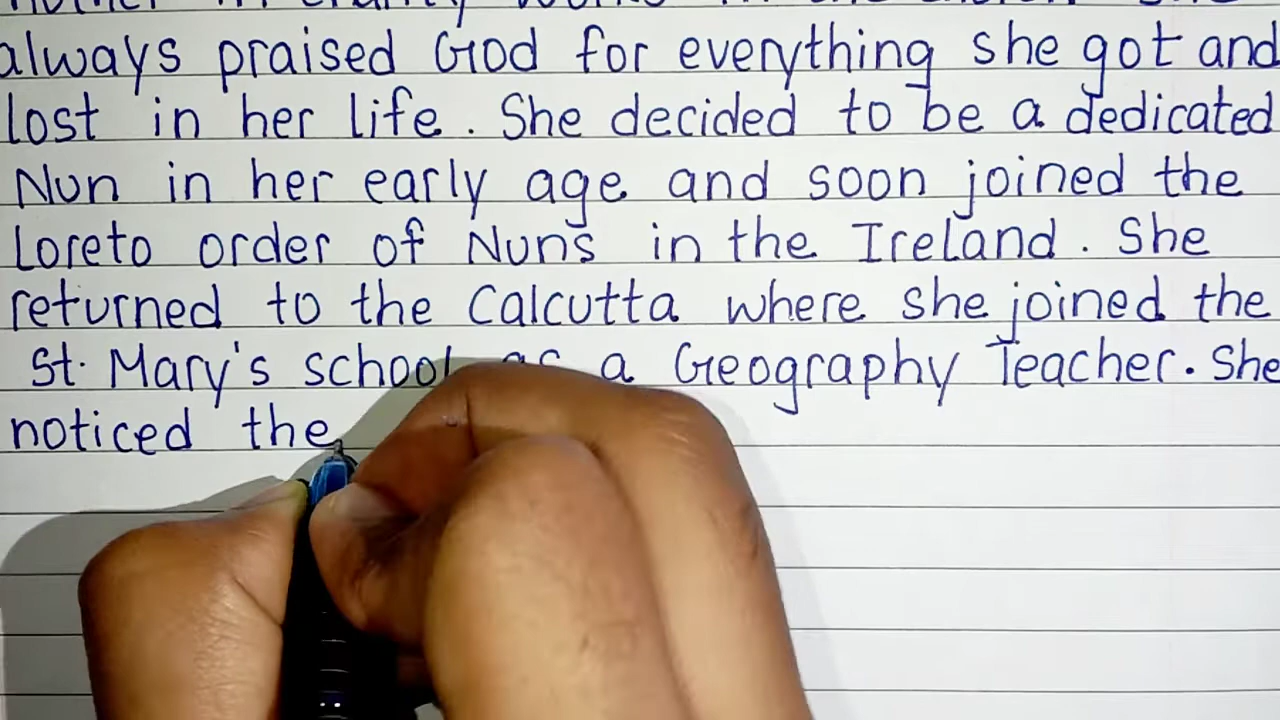 always praised God for everything she got and
lost in her life. She decided to be a dedicated
Nun in her early age and soon joined the
Loreto order of Nuns in the Ireland. She
returned to the Calcutta where she joined the
St. Mary's school as a Geography Teacher. She
noticed the